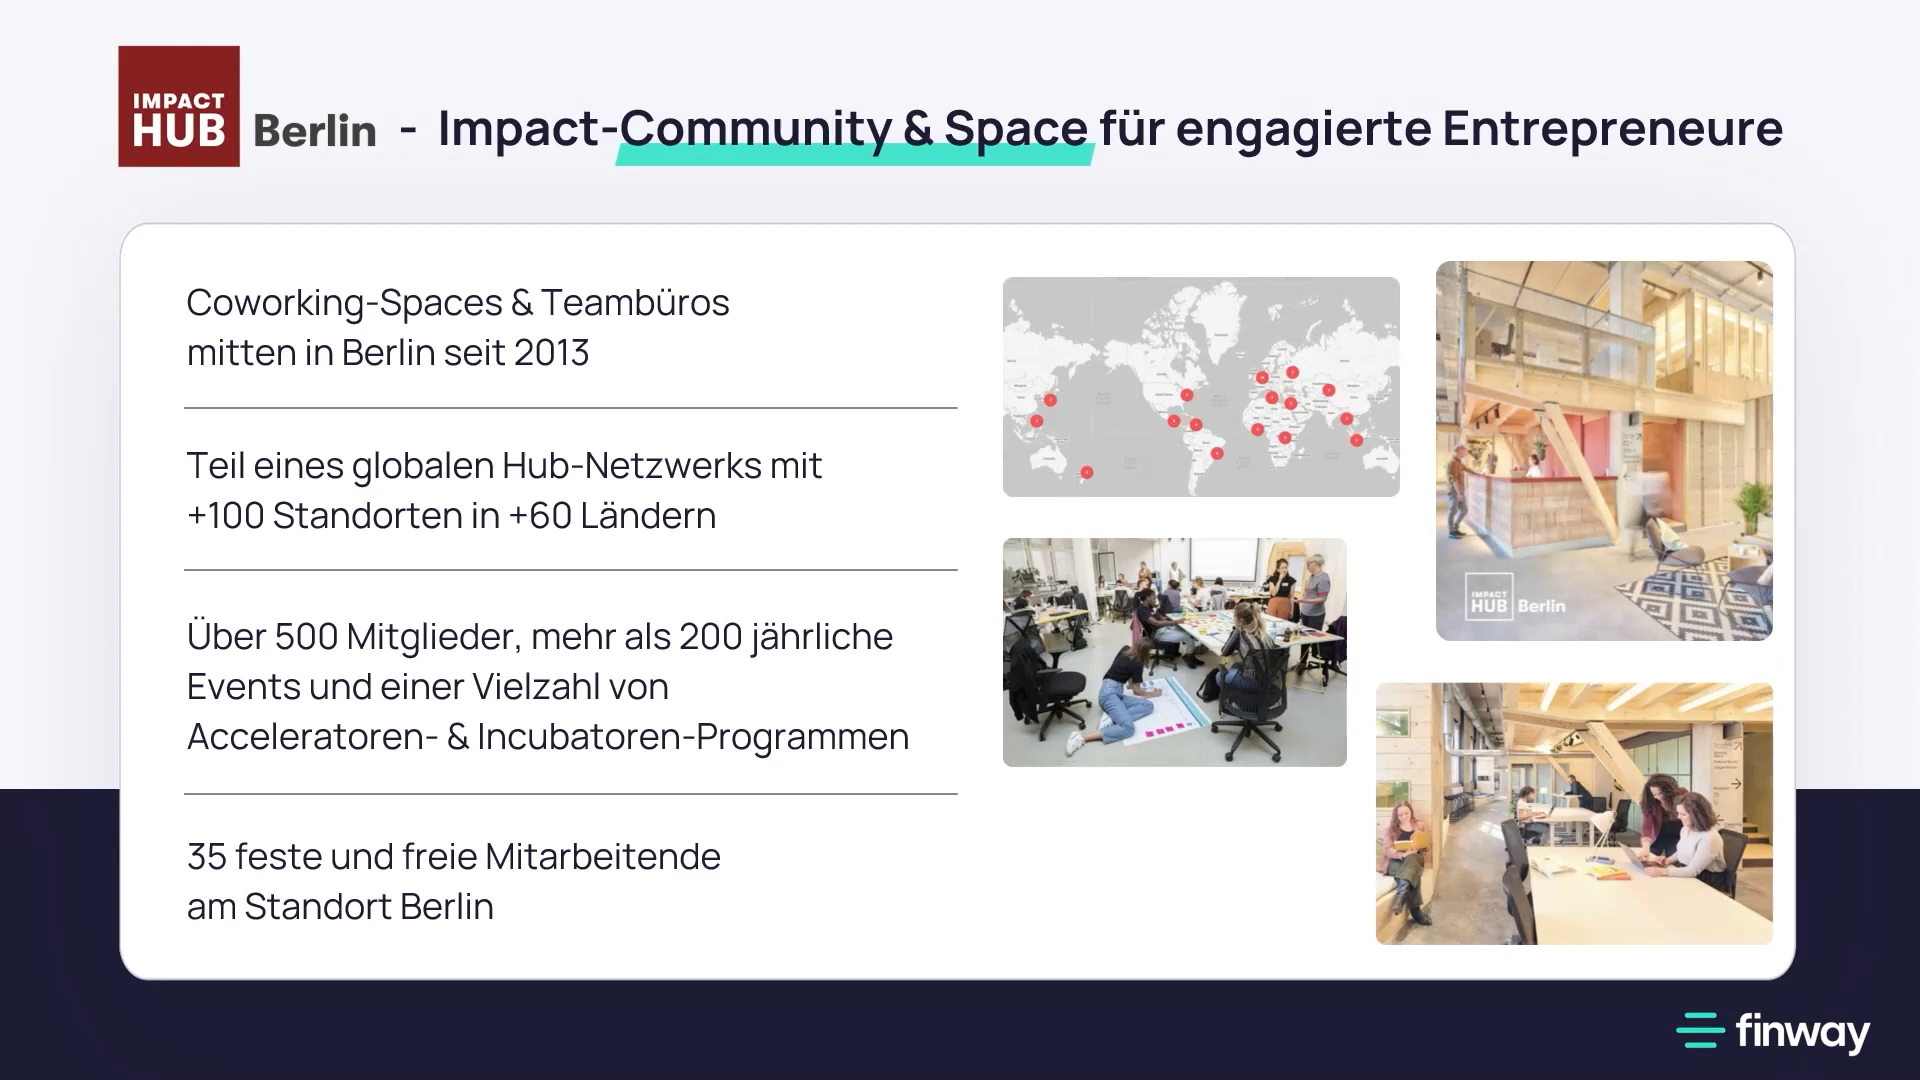 IMPACT
HUB Berlin - Impact-Community & Space für engagierte Entrepreneure
Coworking-Spaces & Teambüros
mitten in Berlin seit 2013
Teil eines globalen Hub-Netzwerks mit
+100 Standorten in +60 Ländern
Über 500 Mitglieder, mehr als 200 jährliche
Events und einer Vielzahl von
Acceleratoren- & Incubatoren-Programmen
35 feste und freie Mitarbeitende
am Standort Berlin
IMPACT
HUB Berlin
finway